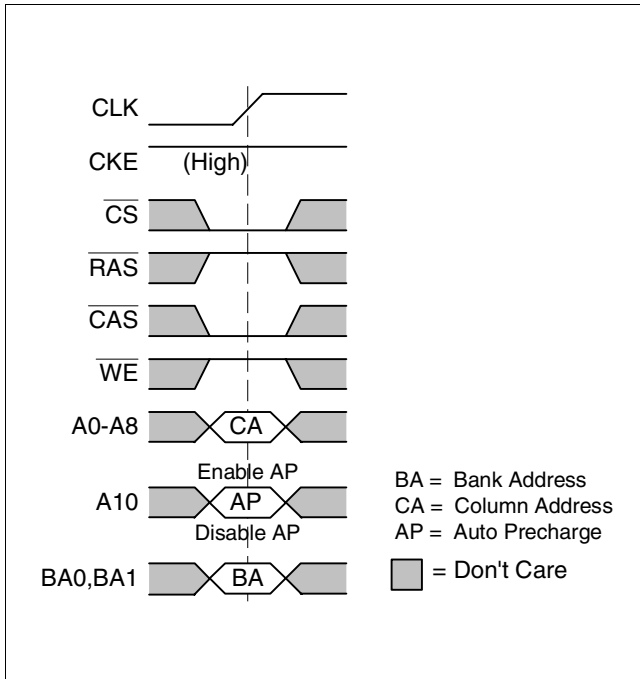 CLK
CKE (High)
CS
RAS
CAS
WE
A0-A8 CA
Enable AP
A10 AP
Disable AP
BA0,BA1 BA
BA = Bank Address
CA = Column Address
AP = Auto Precharge
= Don't Care